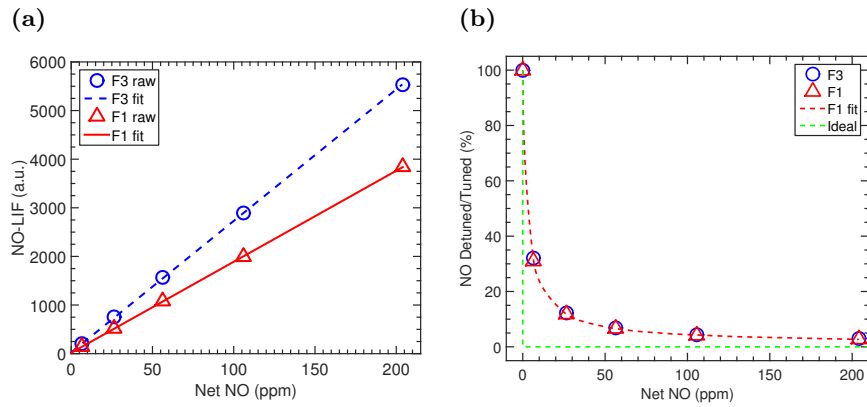 (a)
6000
5000
4000
3000
2000
1000
0
NO-LIF (a.u.)
F3 raw
F3 fit
F1 raw
F1 fit
0 50 100 150 200
Net NO (ppm)
(b)
100
80
60
40
20
0
NO Detuned/Tuned (%)
F3
F1
F1 fit
Ideal
0 50 100 150 200
Net NO (ppm)